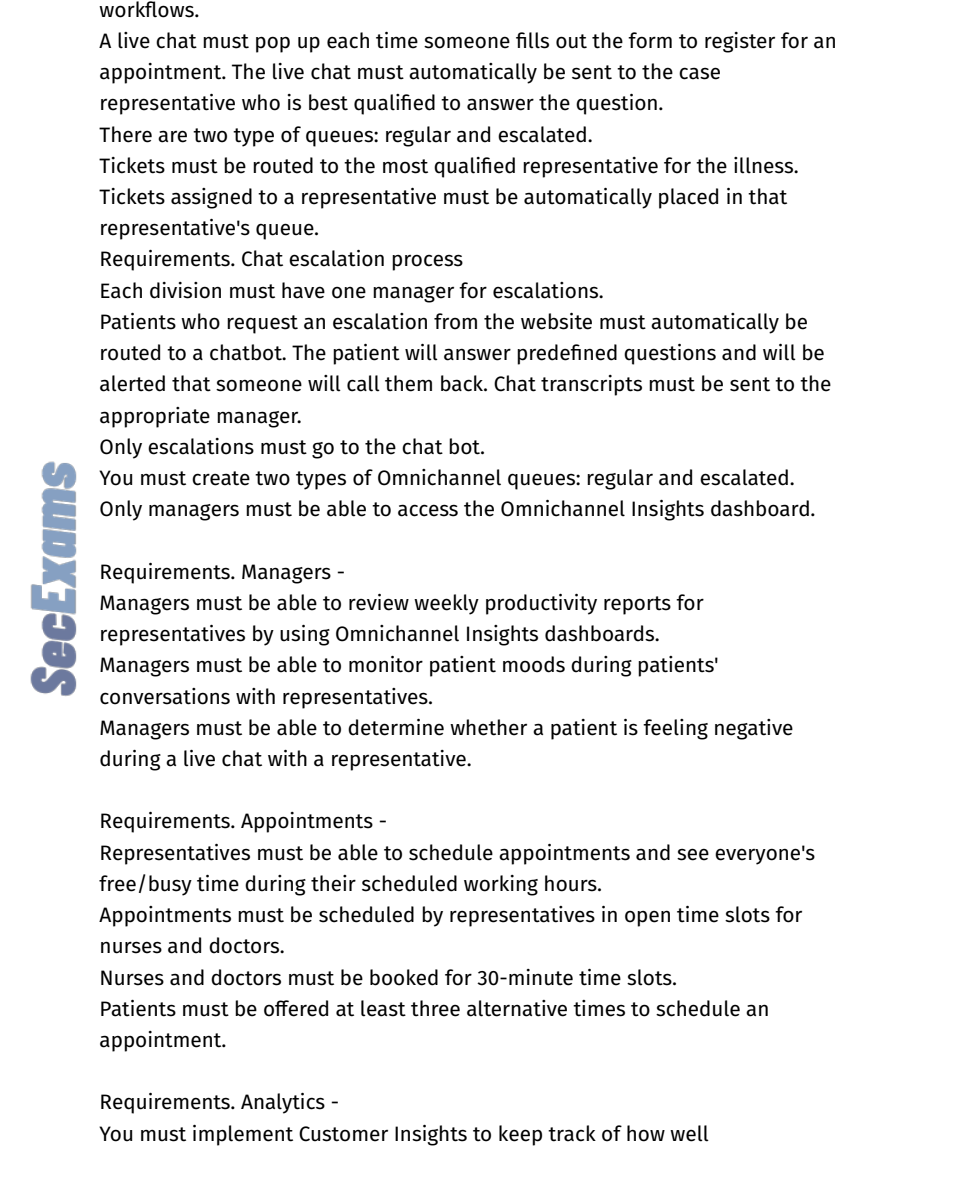 workflows.
A live chat must pop up each time someone fills out the form to register for an
appointment. The live chat must automatically be sent to the case
representative who is best qualified to answer the question.
There are two type of queues: regular and escalated.
Tickets must be routed to the most qualified representative for the illness.
Tickets assigned to a representative must be automatically placed in that
representative's queue.
Requirements. Chat escalation process
Each division must have one manager for escalations.
Patients who request an escalation from the website must automatically be
routed to a chatbot. The patient will answer predefined questions and will be
alerted that someone will call them back. Chat transcripts must be sent to the
appropriate manager.
Only escalations must go to the chat bot.
You must create two types of Omnichannel queues: regular and escalated.
Only managers must be able to access the Omnichannel Insights dashboard.
Requirements. Managers -
Managers must be able to review weekly productivity reports for
representatives by using Omnichannel Insights dashboards.
Managers must be able to monitor patient moods during patients'
conversations with representatives.
Managers must be able to determine whether a patient is feeling negative
during a live chat with a representative.
Requirements. Appointments -
Representatives must be able to schedule appointments and see everyone's
free/busy time during their scheduled working hours.
Appointments must be scheduled by representatives in open time slots for
nurses and doctors.
Nurses and doctors must be booked for 30-minute time slots.
Patients must be offered at least three alternative times to schedule an
appointment.
Requirements. Analytics -
You must implement Customer Insights to keep track of how well
SecExams